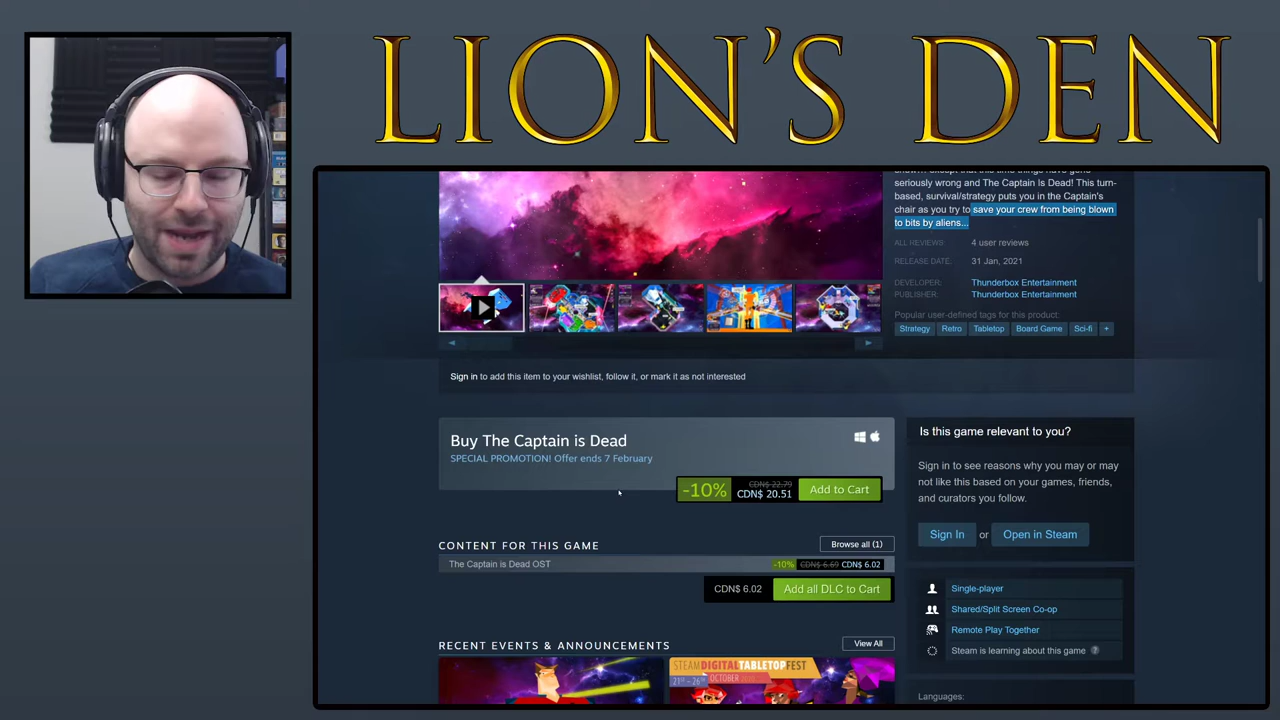 LION'S DEN
seriously wrong and The Captain Is Dead! This turn-
based, survival/strategy puts you in the Captain's
chair as you try to save your crew from being blown
to bits by aliens...
ALL REVIEWS: 4 user reviews
RELEASE DATE: 31 Jan, 2021
DEVELOPER: Thunderbox Entertainment
PUBLISHER: Thunderbox Entertainment
Popular user-defined tags for this product:
Strategy Retro Tabletop Board Game Sci-fi +
Sign in to add this item to your wishlist, follow it, or mark it as not interested
Buy The Captain is Dead
SPECIAL PROMOTION! Offer ends 7 February
-10% CDN$ 22.79 CDN$ 20.51 Add to Cart
CONTENT FOR THIS GAME Browse all (1)
The Captain is Dead OST -10% CDN$ 6.69 CDN$ 6.02
CDN$ 6.02 Add all DLC to Cart
RECENT EVENTS & ANNOUNCEMENTS View All
STEAM DIGITAL TABLETOP FEST
21ST - 26TH OCTOBER
Is this game relevant to you?
Sign in to see reasons why you may or may
not like this based on your games, friends,
and curators you follow.
Sign In or Open in Steam
Single-player
Shared/Split Screen Co-op
Remote Play Together
Steam is learning about this game ?
Languages: